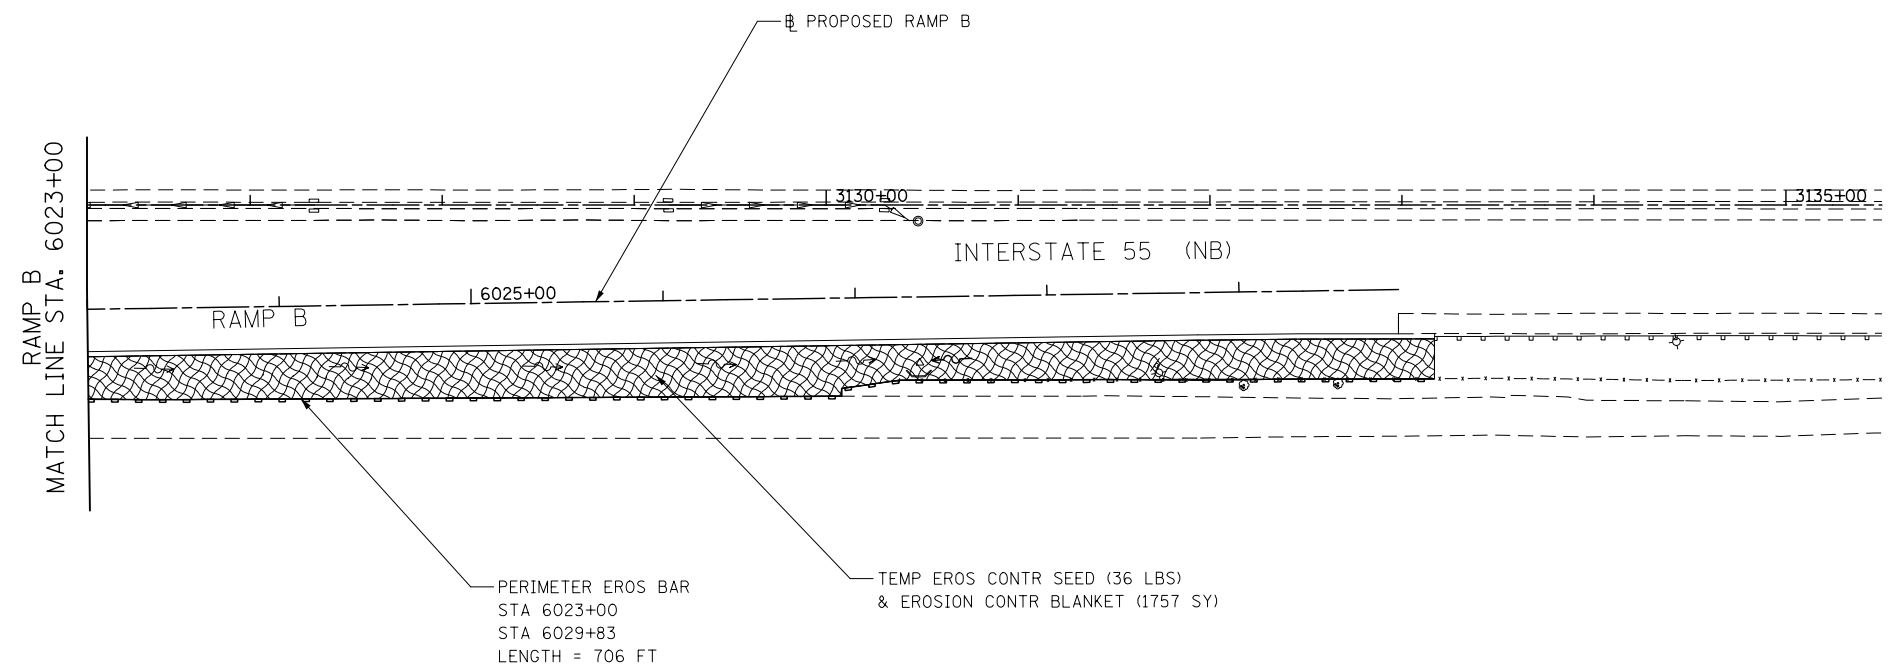 ℄ PROPOSED RAMP B
3130+00
3135+00
INTERSTATE 55 (NB)
6025+00
RAMP B
RAMP B
MATCH LINE STA. 6023+00
PERIMETER EROS BAR
STA 6023+00
STA 6029+83
LENGTH = 706 FT
TEMP EROS CONTR SEED (36 LBS)
& EROSION CONTR BLANKET (1757 SY)